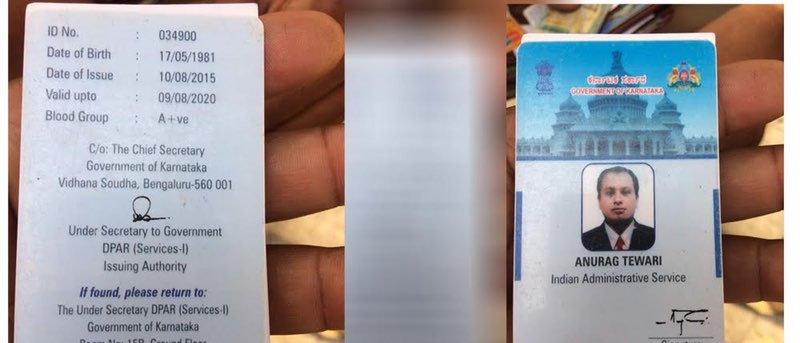 ID No. : 034900
Date of Birth : 17/05/1981
Date of Issue : 10/08/2015
Valid upto : 09/08/2020
Blood Group : A+ve
C/o: The Chief Secretary
Government of Karnataka
Vidhana Soudha, Bengaluru-560 001
Under Secretary to Government
DPAR (Services-I)
Issuing Authority
If found, please return to:
The Under Secretary DPAR (Services-I)
Government of Karnataka
ಕರ್ನಾಟಕ ಸರ್ಕಾರ
GOVERNMENT OF KARNATAKA
ANURAG TEWARI
Indian Administrative Service